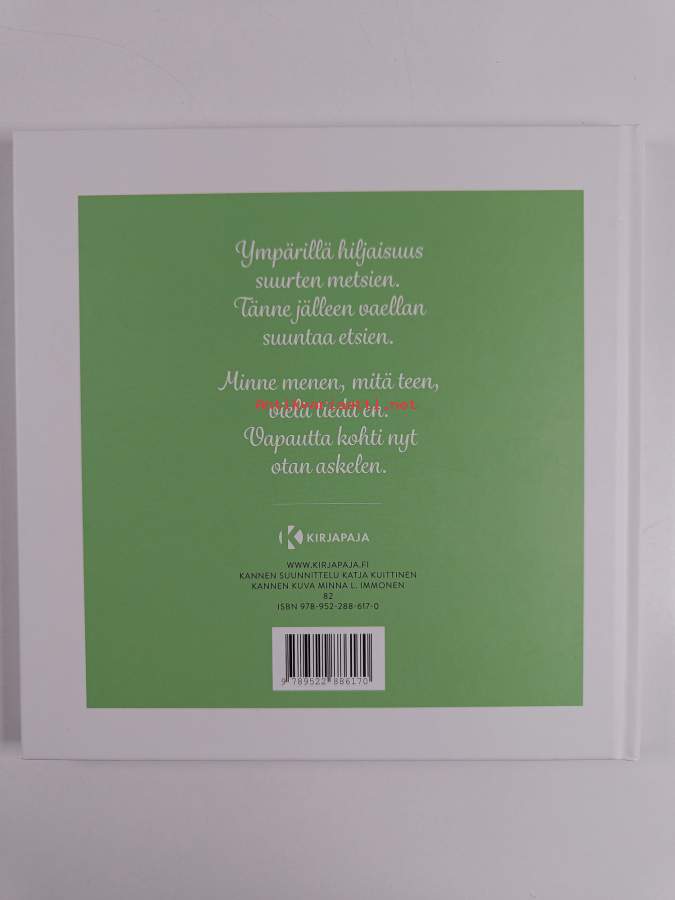 Ympärillä hiljaisuus
suurten metsien.
Tänne jälleen vaellan
suuntaa etsien.
Minne menen, mitä teen,
vielä tiedä en.
Antikvariaatti.net
Vapautta kohti nyt
otan askelen.
KIRJAPAJA
WWW.KIRJAPAJA.FI
KANNEN SUUNNITTELU KATJA KUITTINEN
KANNEN KUVA MINNA L. IMMONEN
82
ISBN 978-952-288-617-0
9 789522 886170